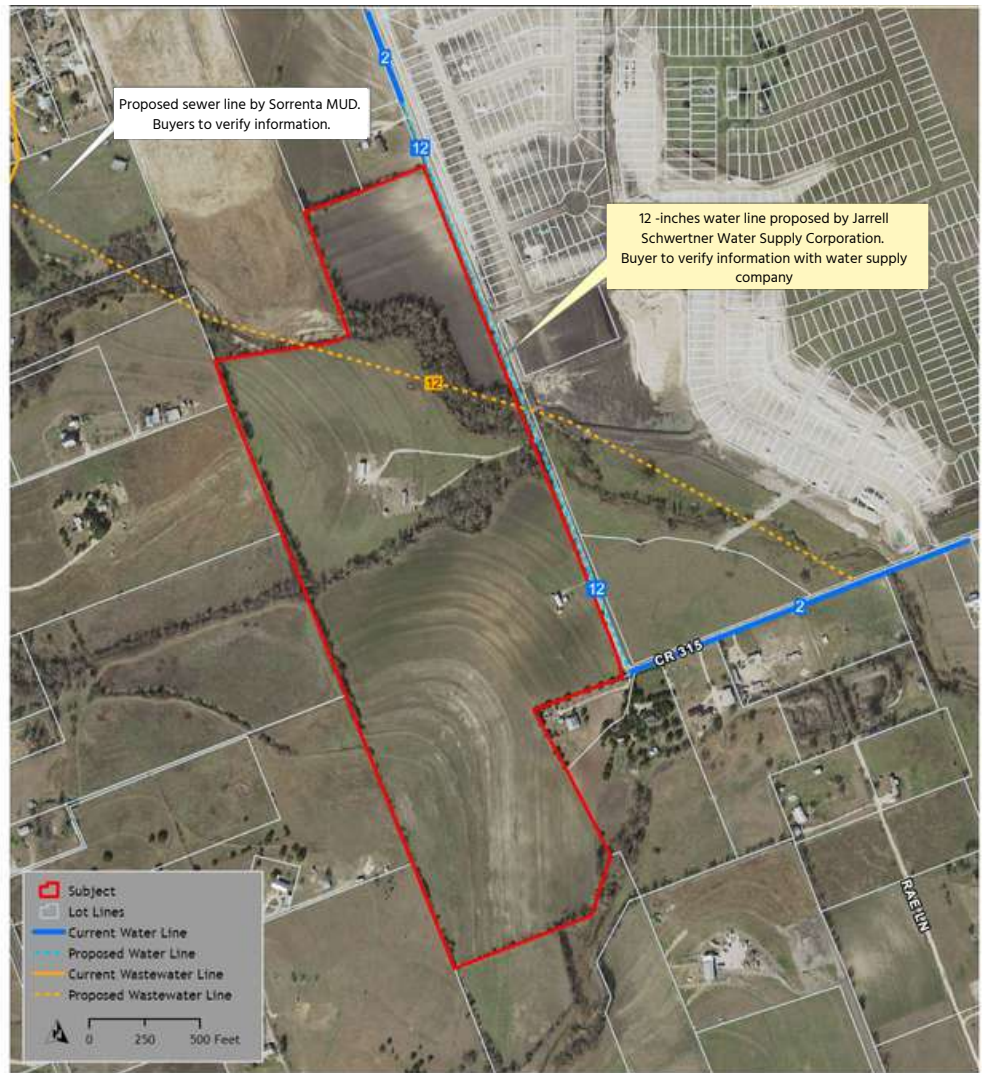 2
Proposed sewer line by Sorrenta MUD.
Buyers to verify information.
12
12 -inches water line proposed by Jarrell
Schwertner Water Supply Corporation.
Buyer to verify information with water supply
company
12
12
2
CR 315
RAE LN
Subject
Lot Lines
Current Water Line
Proposed Water Line
Current Wastewater Line
Proposed Wastewater Line
N
0 250 500 Feet